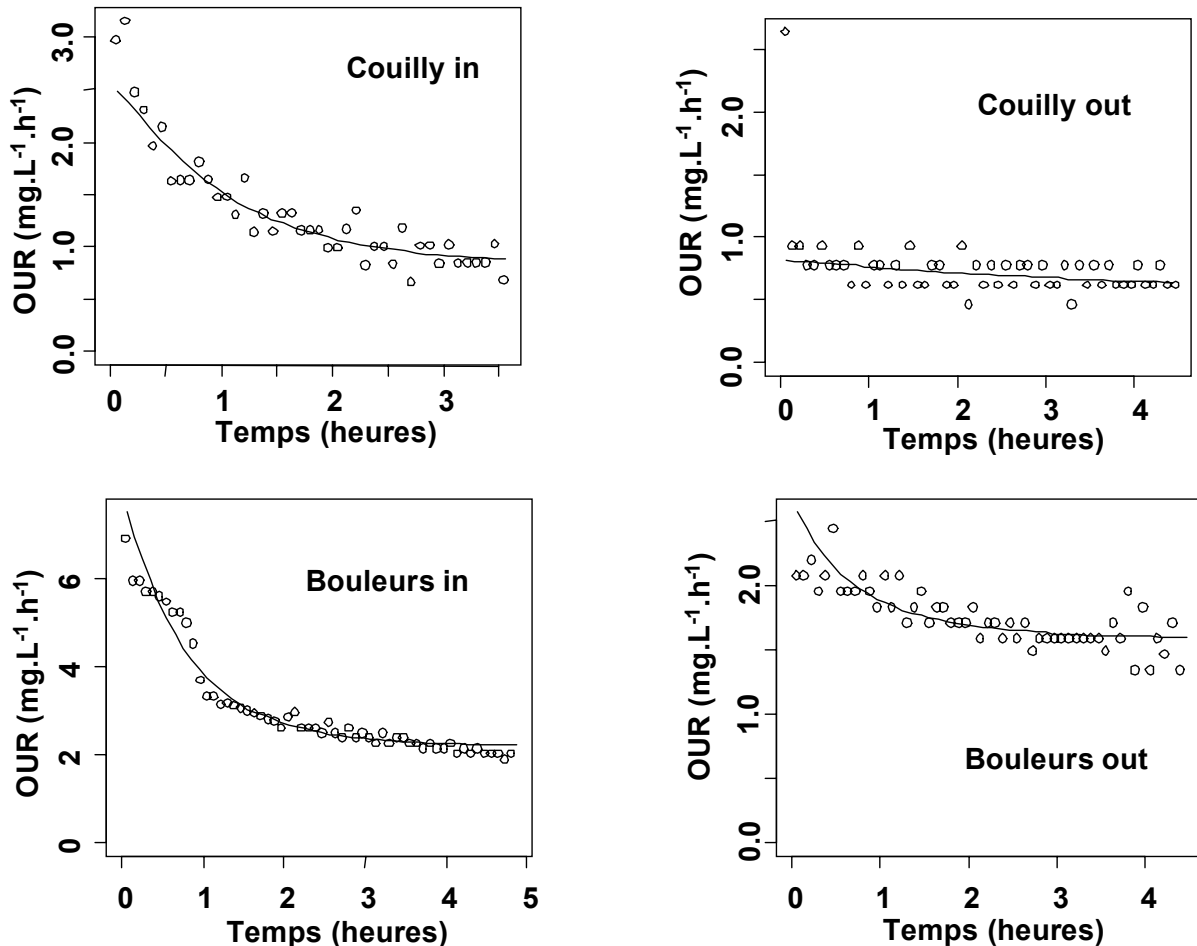 OUR (mg.L-1.h-1)
3.0
2.0
1.0
0.0
Couilly in
0 1 2 3
Temps (heures)
OUR (mg.L-1.h-1)
2.0
1.0
0.0
Couilly out
0 1 2 3 4
Temps (heures)
OUR (mg.L-1.h-1)
6
4
2
0
Bouleurs in
0 1 2 3 4 5
Temps (heures)
OUR (mg.L-1.h-1)
2.0
1.0
0.0
Bouleurs out
0 1 2 3 4
Temps (heures)